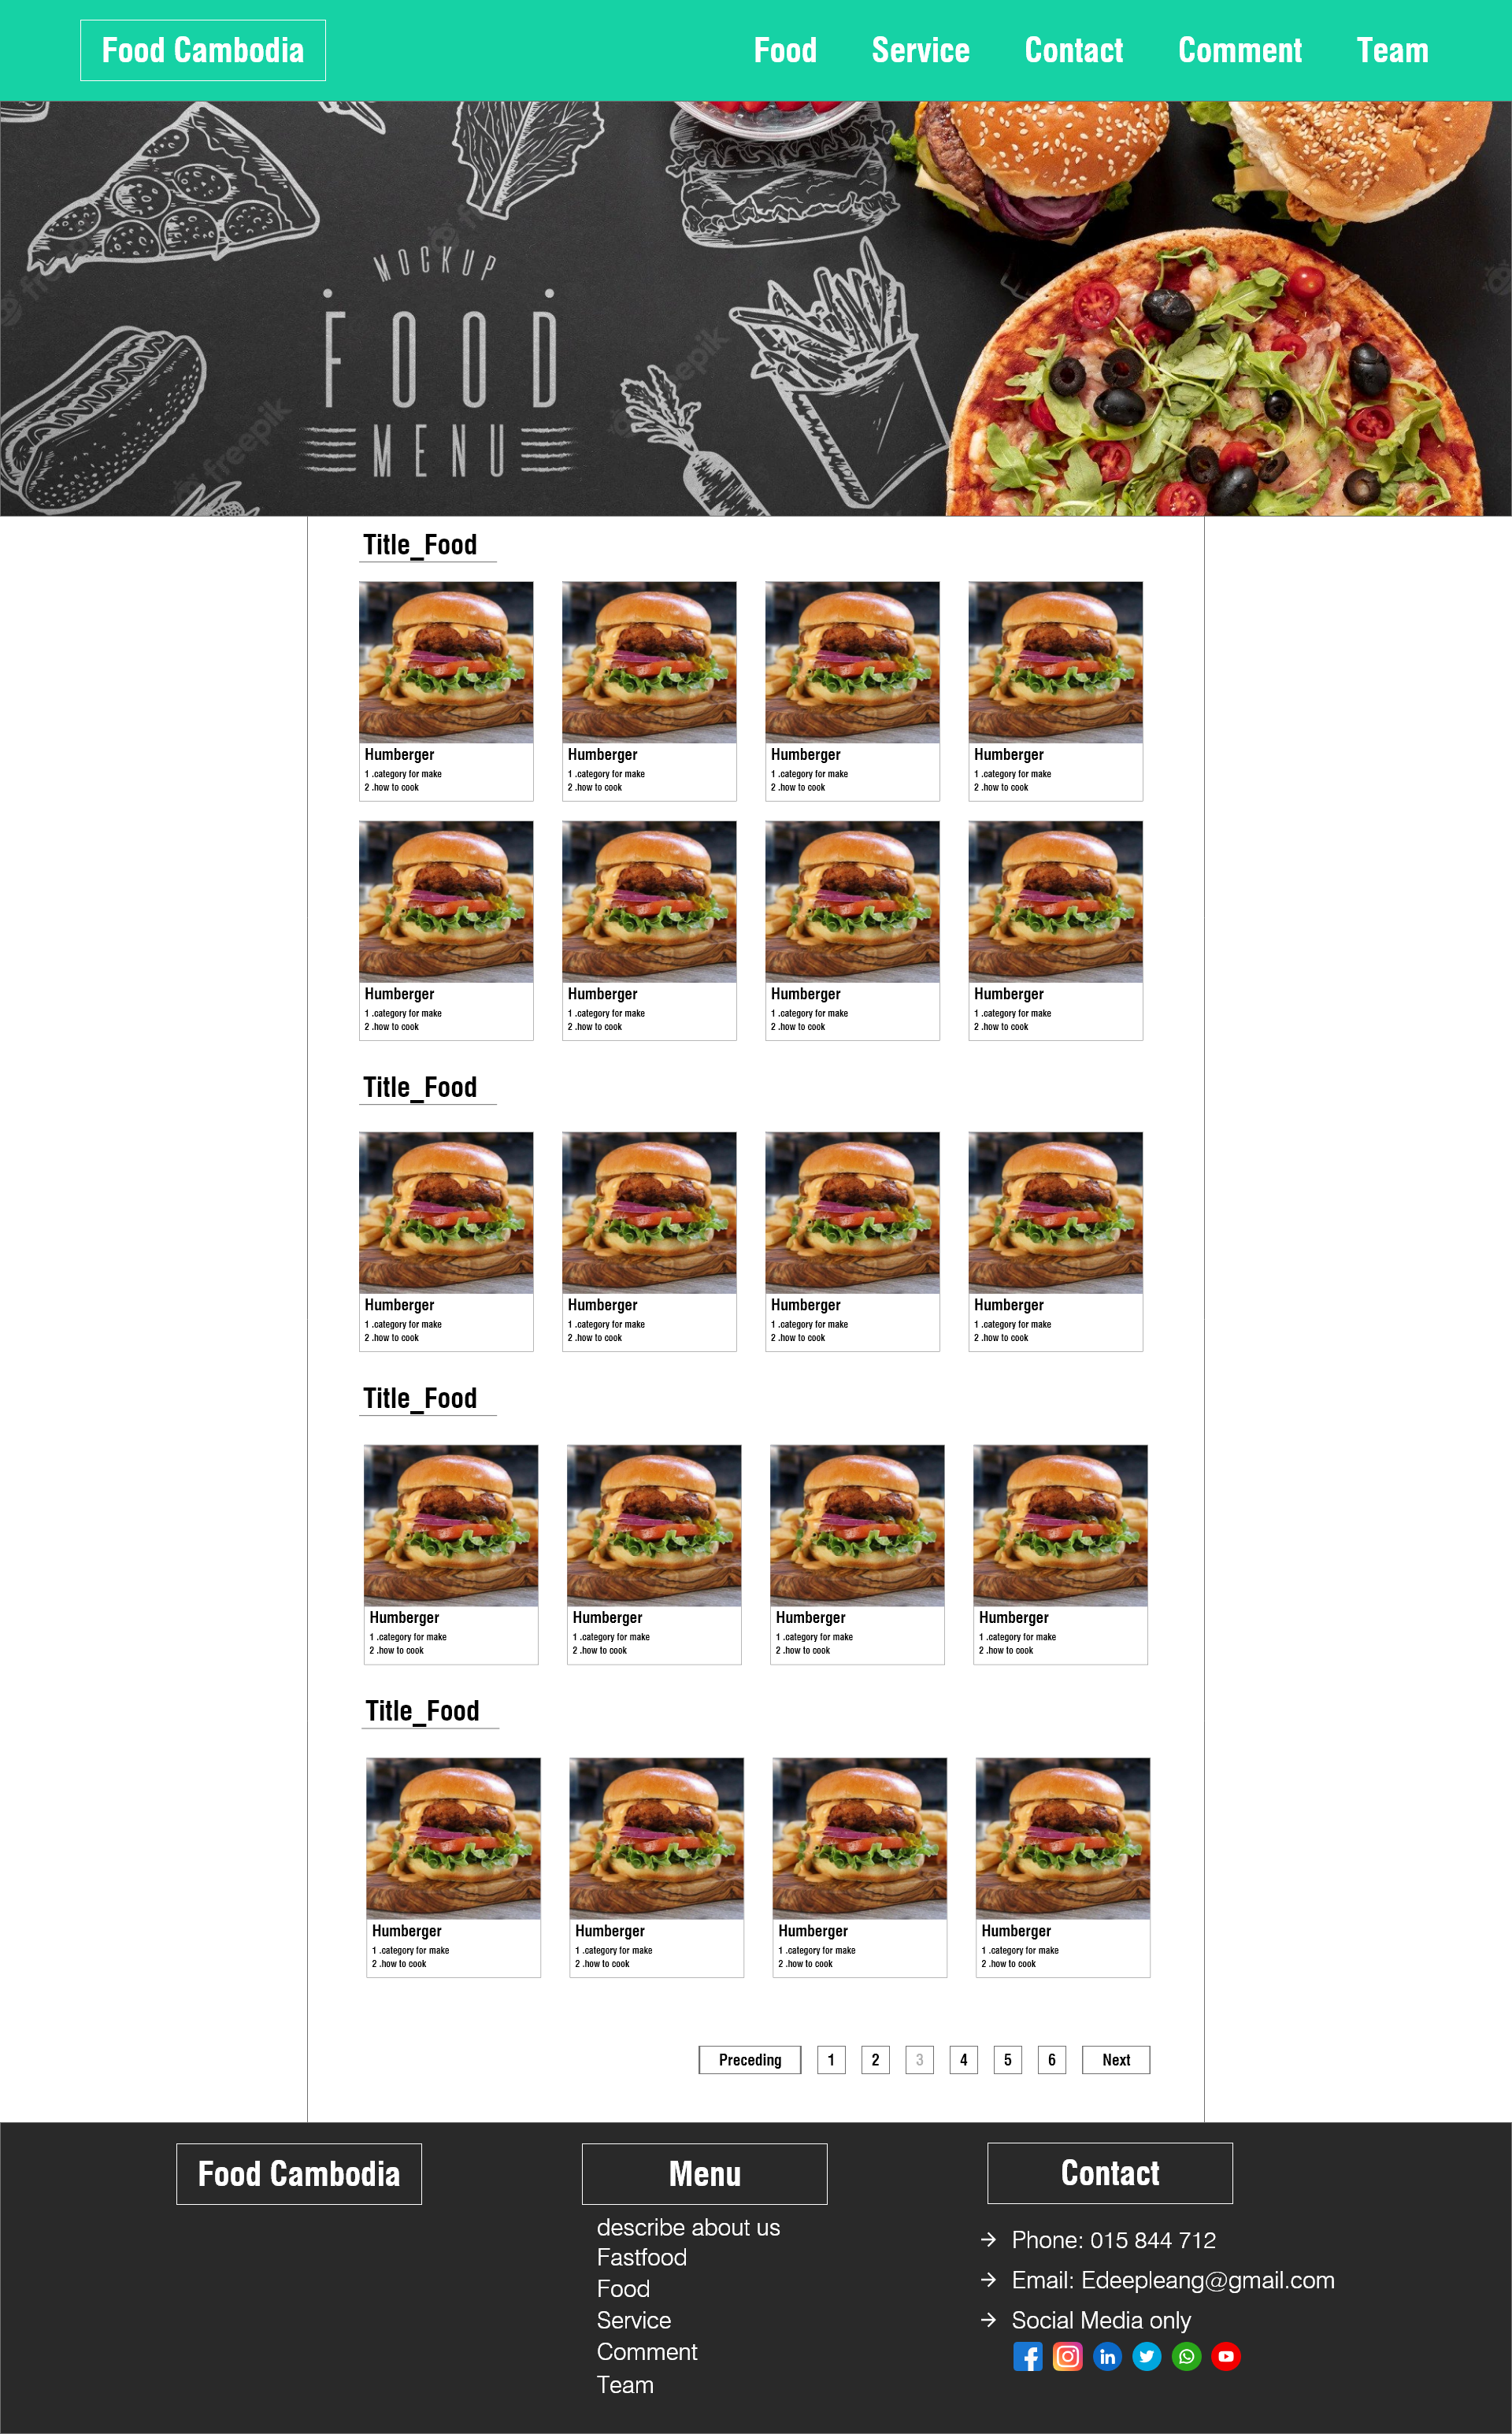 Food Cambodia
Food Service Contact Comment Team
MOCKUP
FOOD
MENU
freepik
freepik
Title_Food
Humberger Humberger Humberger Humberger
1 .category for make 1 .category for make 1 .category for make 1 .category for make
2 .how to cook 2 .how to cook 2 .how to cook 2 .how to cook
Humberger Humberger Humberger Humberger
1 .category for make 1 .category for make 1 .category for make 1 .category for make
2 .how to cook 2 .how to cook 2 .how to cook 2 .how to cook
Title_Food
Humberger Humberger Humberger Humberger
1 .category for make 1 .category for make 1 .category for make 1 .category for make
2 .how to cook 2 .how to cook 2 .how to cook 2 .how to cook
Title_Food
Humberger Humberger Humberger Humberger
1 .category for make 1 .category for make 1 .category for make 1 .category for make
2 .how to cook 2 .how to cook 2 .how to cook 2 .how to cook
Title_Food
Humberger Humberger Humberger Humberger
1 .category for make 1 .category for make 1 .category for make 1 .category for make
2 .how to cook 2 .how to cook 2 .how to cook 2 .how to cook
Preceding 1 2 3 4 5 6 Next
Food Cambodia
Menu
describe about us
Fastfood
Food
Service
Comment
Team
Contact
Phone: 015 844 712
Email: Edeepleang@gmail.com
Social Media only